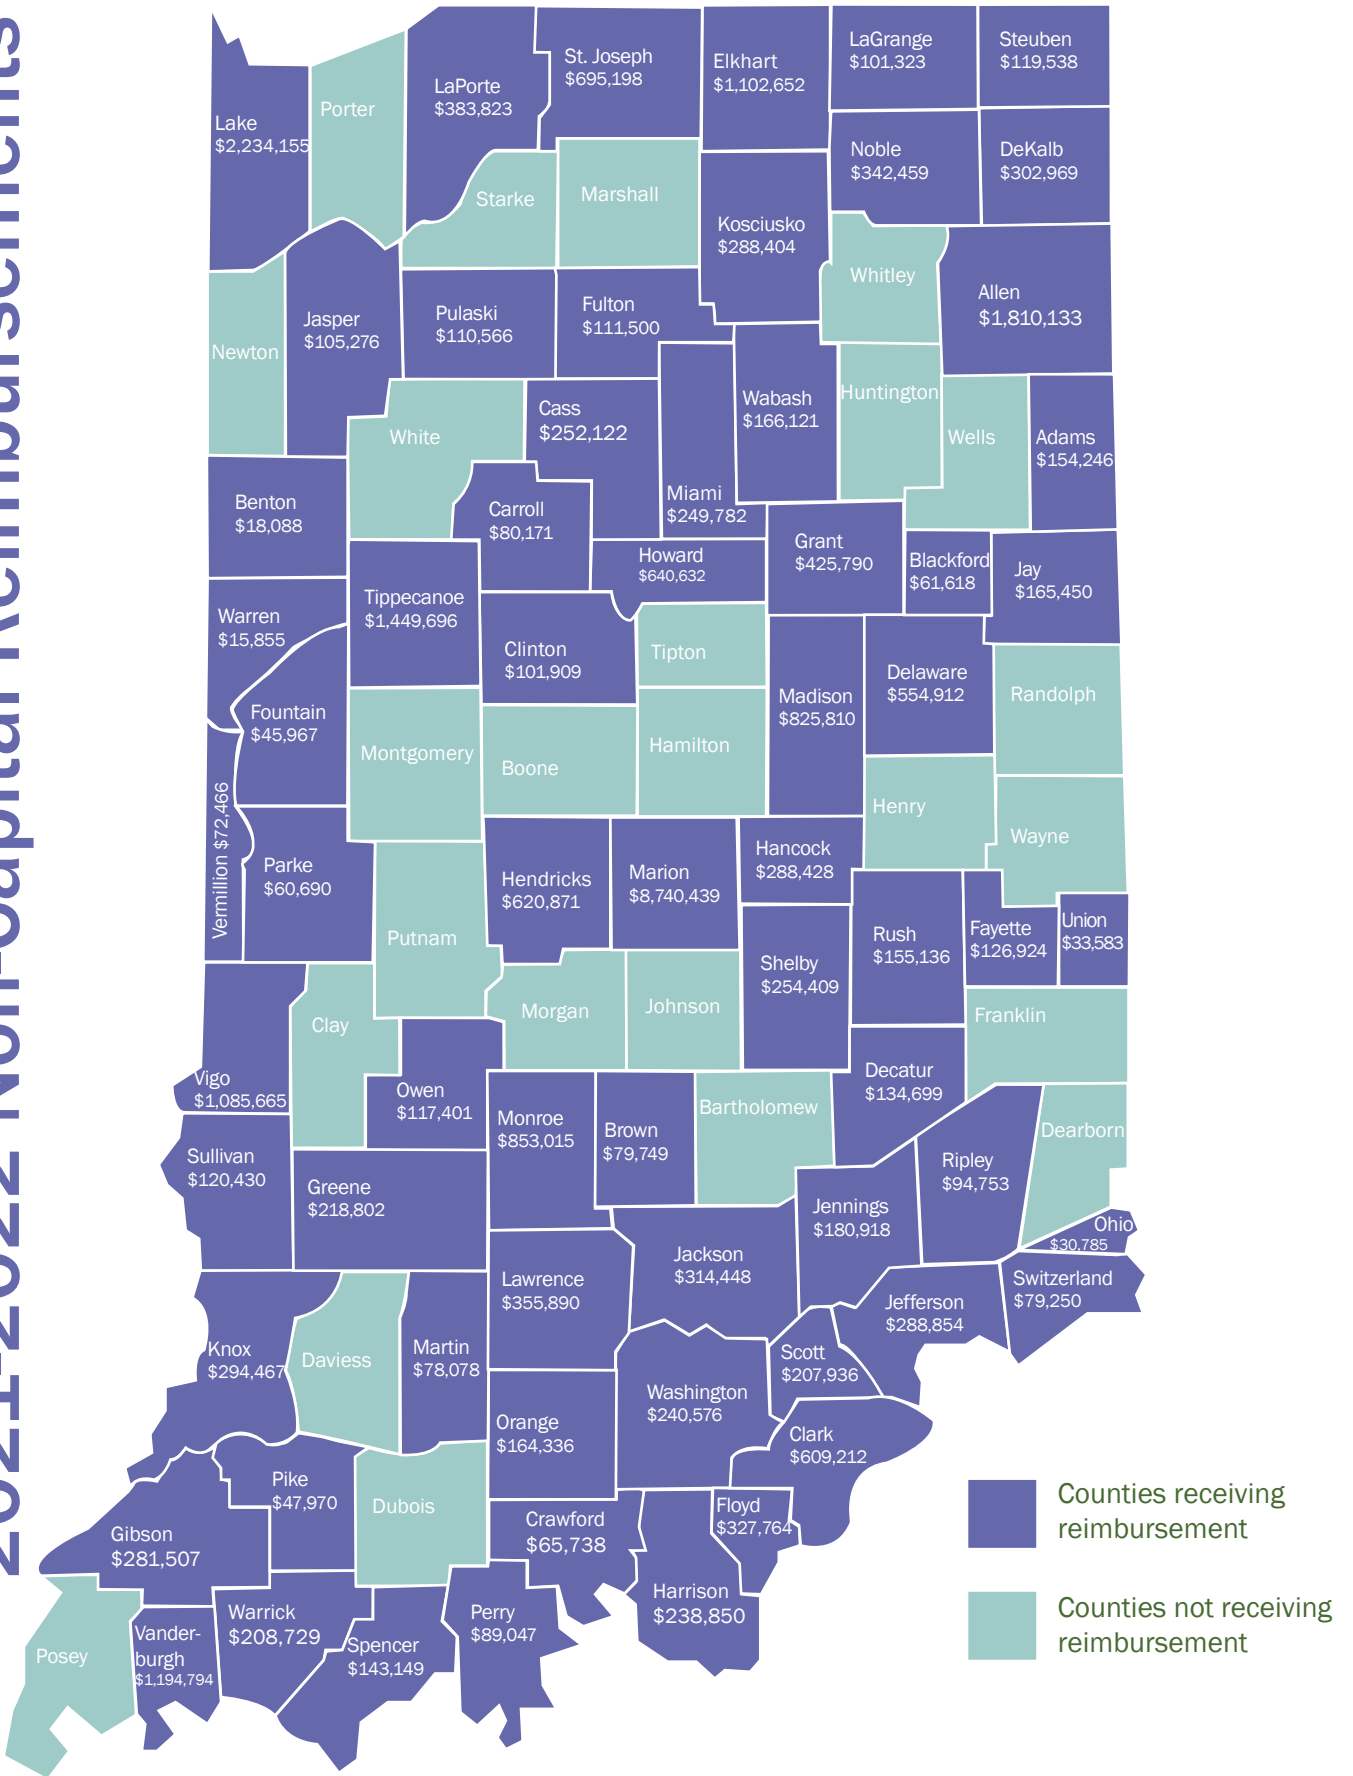 2021-2022 Non-Capital Reimbursements
LaGrange
$101,323
Steuben
$119,538
St. Joseph
$695,198
Elkhart
$1,102,652
LaPorte
$383,823
Porter
Lake
$2,234,155
Noble
$342,459
DeKalb
$302,969
Starke
Marshall
Kosciusko
$288,404
Whitley
Allen
$1,810,133
Jasper
$105,276
Pulaski
$110,566
Fulton
$111,500
Newton
White
Cass
$252,122
Miami
$249,782
Wabash
$166,121
Huntington
Wells
Adams
$154,246
Benton
$18,088
Carroll
$80,171
Howard
$640,632
Grant
$425,790
Blackford
$61,618
Jay
$165,450
Warren
$15,855
Tippecanoe
$1,449,696
Clinton
$101,909
Tipton
Madison
$825,810
Delaware
$554,912
Randolph
Fountain
$45,967
Montgomery
Boone
Hamilton
Henry
Wayne
Vermillion $72,466
Parke
$60,690
Putnam
Hendricks
$620,871
Marion
$8,740,439
Hancock
$288,428
Shelby
$254,409
Rush
$155,136
Fayette
$126,924
Union
$33,583
Clay
Morgan
Johnson
Franklin
Vigo
$1,085,665
Owen
$117,401
Monroe
$853,015
Brown
$79,749
Bartholomew
Decatur
$134,699
Dearborn
Sullivan
$120,430
Greene
$218,802
Ripley
$94,753
Jennings
$180,918
Ohio
$30,785
Jackson
$314,448
Lawrence
$355,890
Switzerland
$79,250
Jefferson
$288,854
Knox
$294,467
Daviess
Martin
$78,078
Scott
$207,936
Washington
$240,576
Orange
$164,336
Clark
$609,212
Pike
$47,970
Dubois
Crawford
$65,738
Floyd
$327,764
Gibson
$281,507
Harrison
$238,850
Posey
Vander-
burgh
$1,194,794
Warrick
$208,729
Spencer
$143,149
Perry
$89,047
Counties receiving
reimbursement
Counties not receiving
reimbursement